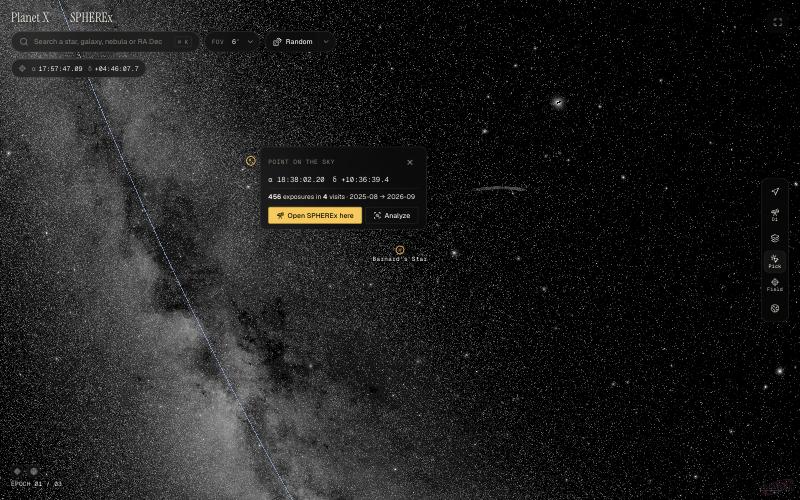 Planet X SPHEREx
Search a star, galaxy, nebula or RA Dec ⌘ K FOV 6° Random
α 17:57:47.09 δ +04:46:07.7
POINT ON THE SKY
α 18:38:02.20 δ +10:36:39.4
456 exposures in 4 visits · 2025-08 → 2026-09
Open SPHEREx here Analyze
Barnard's Star
Pick
Field
EPOCH 01 / 03